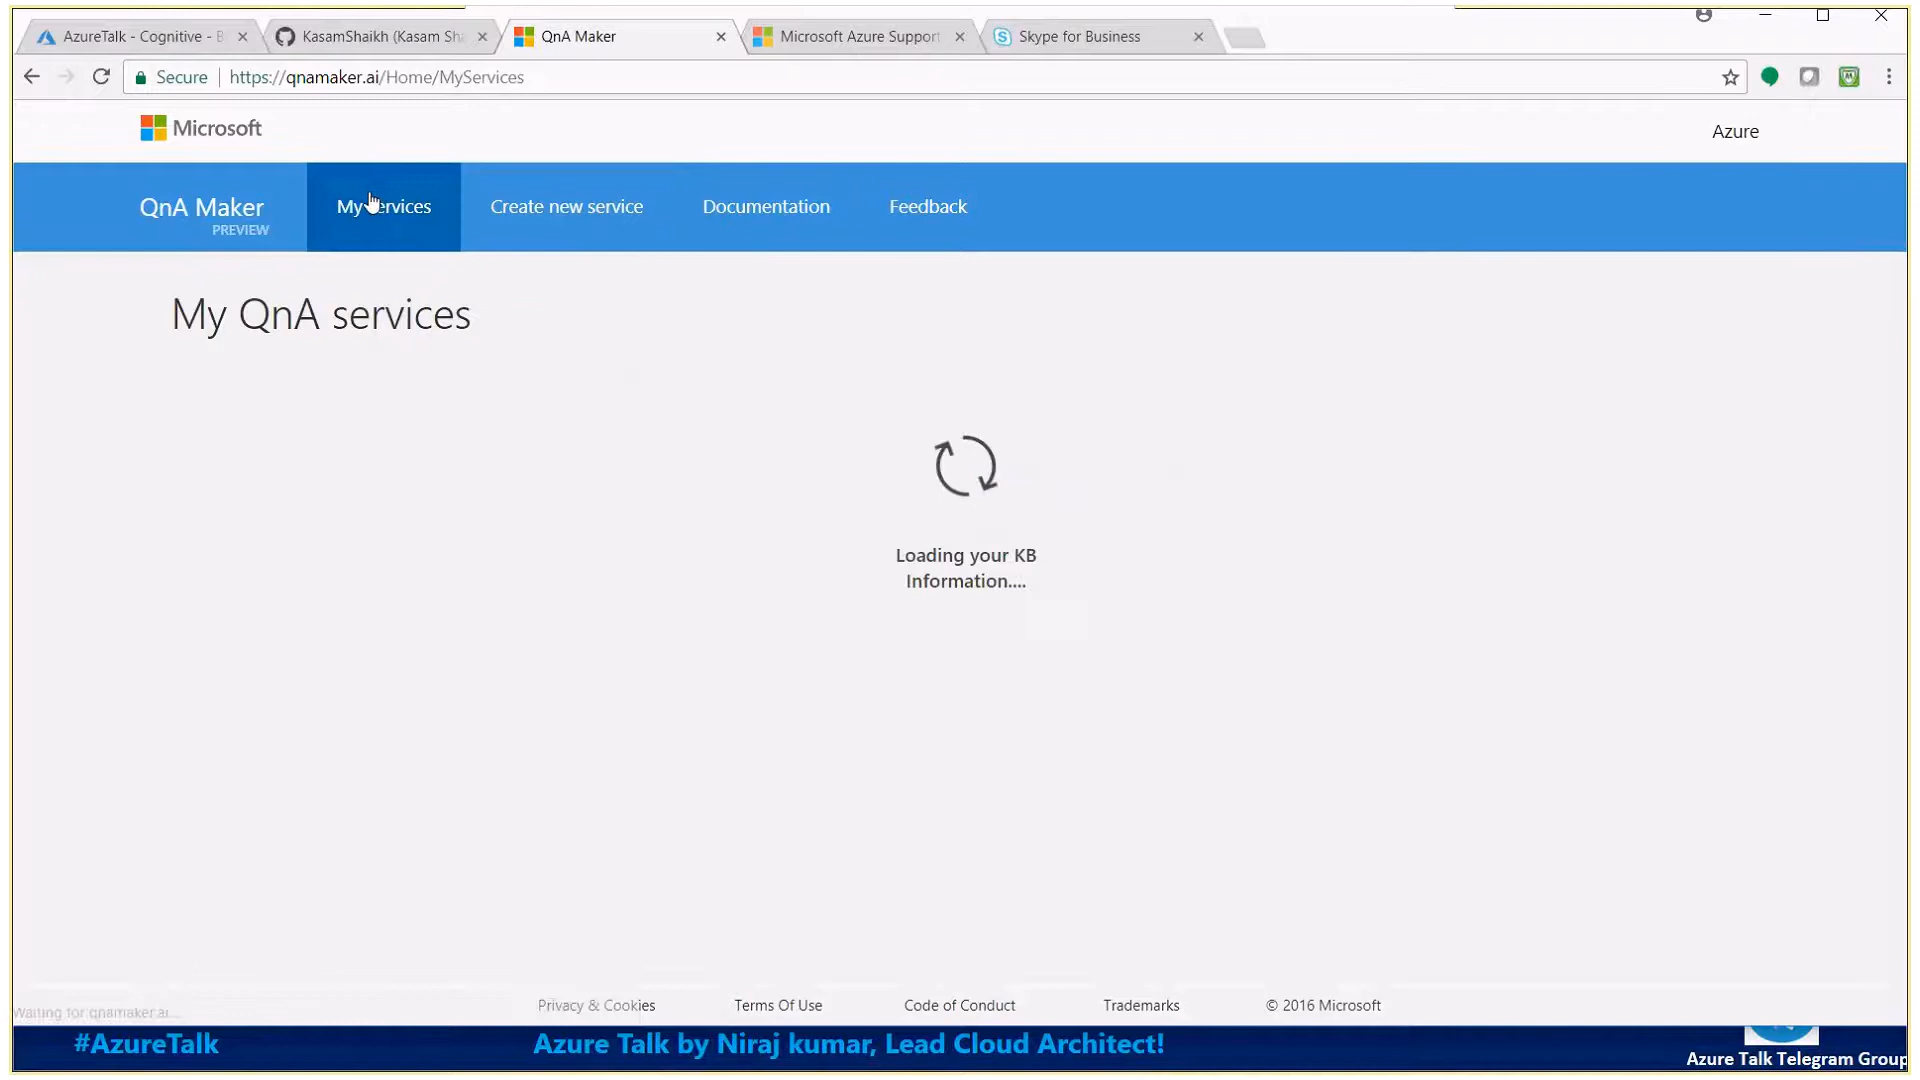 AzureTalk - Cognitive - B
KasamShaikh (Kasam Sha
QnA Maker
Microsoft Azure Support
Skype for Business
Secure
https://qnamaker.ai/Home/MyServices
Microsoft
Azure
QnA Maker
PREVIEW
My Services
Create new service
Documentation
Feedback
My QnA services
Loading your KB
Information....
Privacy & Cookies
Terms Of Use
Code of Conduct
Trademarks
© 2016 Microsoft
Waiting for qnamaker.ai...
#AzureTalk
Azure Talk by Niraj kumar, Lead Cloud Architect!
Azure Talk Telegram Group